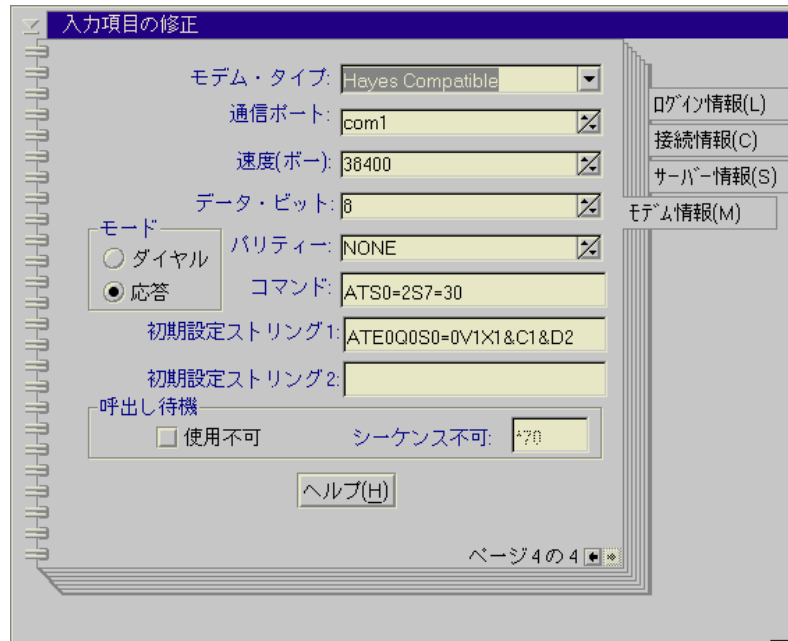 入力項目の修正
モデム・タイプ: Hayes Compatible
通信ポート: com1
速度(ボー): 38400
データ・ビット: 8
モード
ダイヤル
応答
パリティー: NONE
コマンド: ATS0=2S7=30
初期設定ストリング1: ATE0Q0S0=0V1X1&C1&D2
初期設定ストリング2:
呼出し待機
使用不可
シーケンス不可: *70
ヘルプ(H)
ページ4の4
ログイン情報(L)
接続情報(C)
サーバー情報(S)
モデム情報(M)